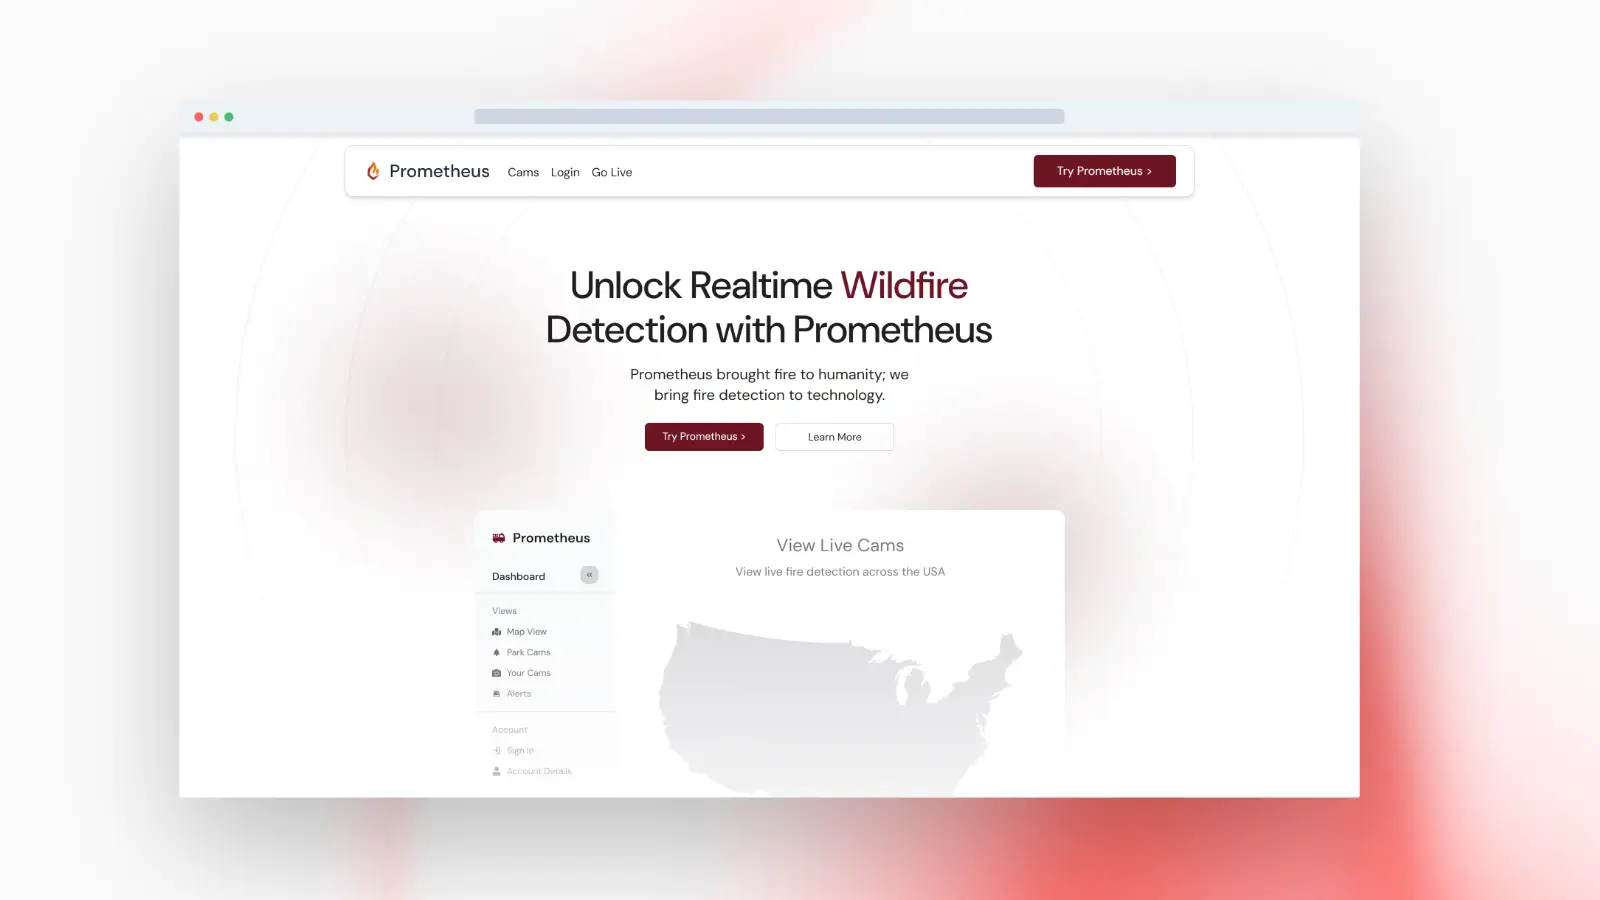 Prometheus Cams Login Go Live Try Prometheus >
Unlock Realtime Wildfire
Detection with Prometheus
Prometheus brought fire to humanity; we
bring fire detection to technology.
Try Prometheus > Learn More
Prometheus
Dashboard «
Views
Map View
Park Cams
Your Cams
Alerts
Account
Sign in
Account Details
View Live Cams
View live fire detection across the USA